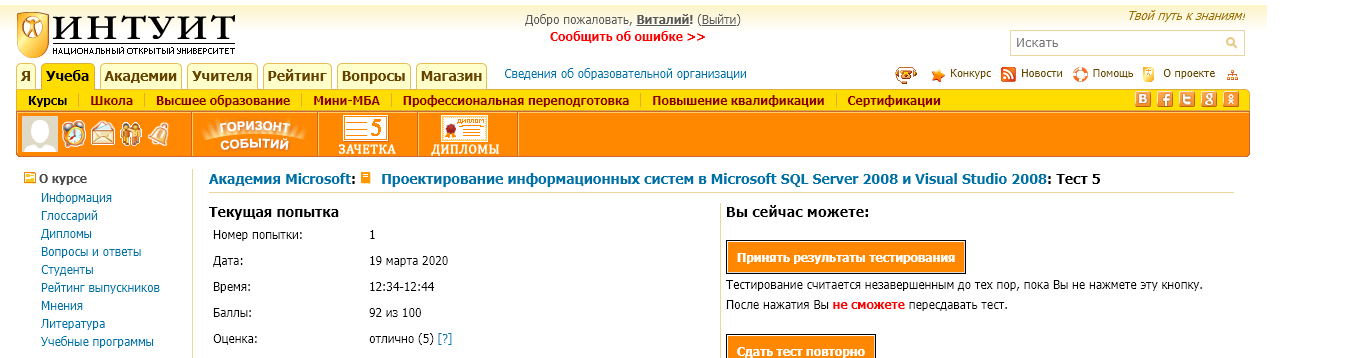 ИНТУИТ
НАЦИОНАЛЬНЫЙ ОТКРЫТЫЙ УНИВЕРСИТЕТ
Добро пожаловать, Виталий! (Выйти)
Сообщить об ошибке >>
Твой путь к знаниям!
Искать
Я Учеба Академии Учителя Рейтинг Вопросы Магазин Сведения об образовательной организации Конкурс Новости Помощь О проекте
Курсы Школа Высшее образование Мини-МБА Профессиональная переподготовка Повышение квалификации Сертификации
ГОРИЗОНТ СОБЫТИЙ
5
ЗАЧЕТКА
ДИПЛОМ
ДИПЛОМЫ
О курсе
Информация
Глоссарий
Дипломы
Вопросы и ответы
Студенты
Рейтинг выпускников
Мнения
Литература
Учебные программы
Академия Microsoft: Проектирование информационных систем в Microsoft SQL Server 2008 и Visual Studio 2008: Тест 5
Текущая попытка
Номер попытки: 1
Дата: 19 марта 2020
Время: 12:34-12:44
Баллы: 92 из 100
Оценка: отлично (5) [?]
Вы сейчас можете:
Принять результаты тестирования
Тестирование считается незавершенным до тех пор, пока Вы не нажмете эту кнопку.
После нажатия Вы не сможете пересдавать тест.
Сдать тест повторно